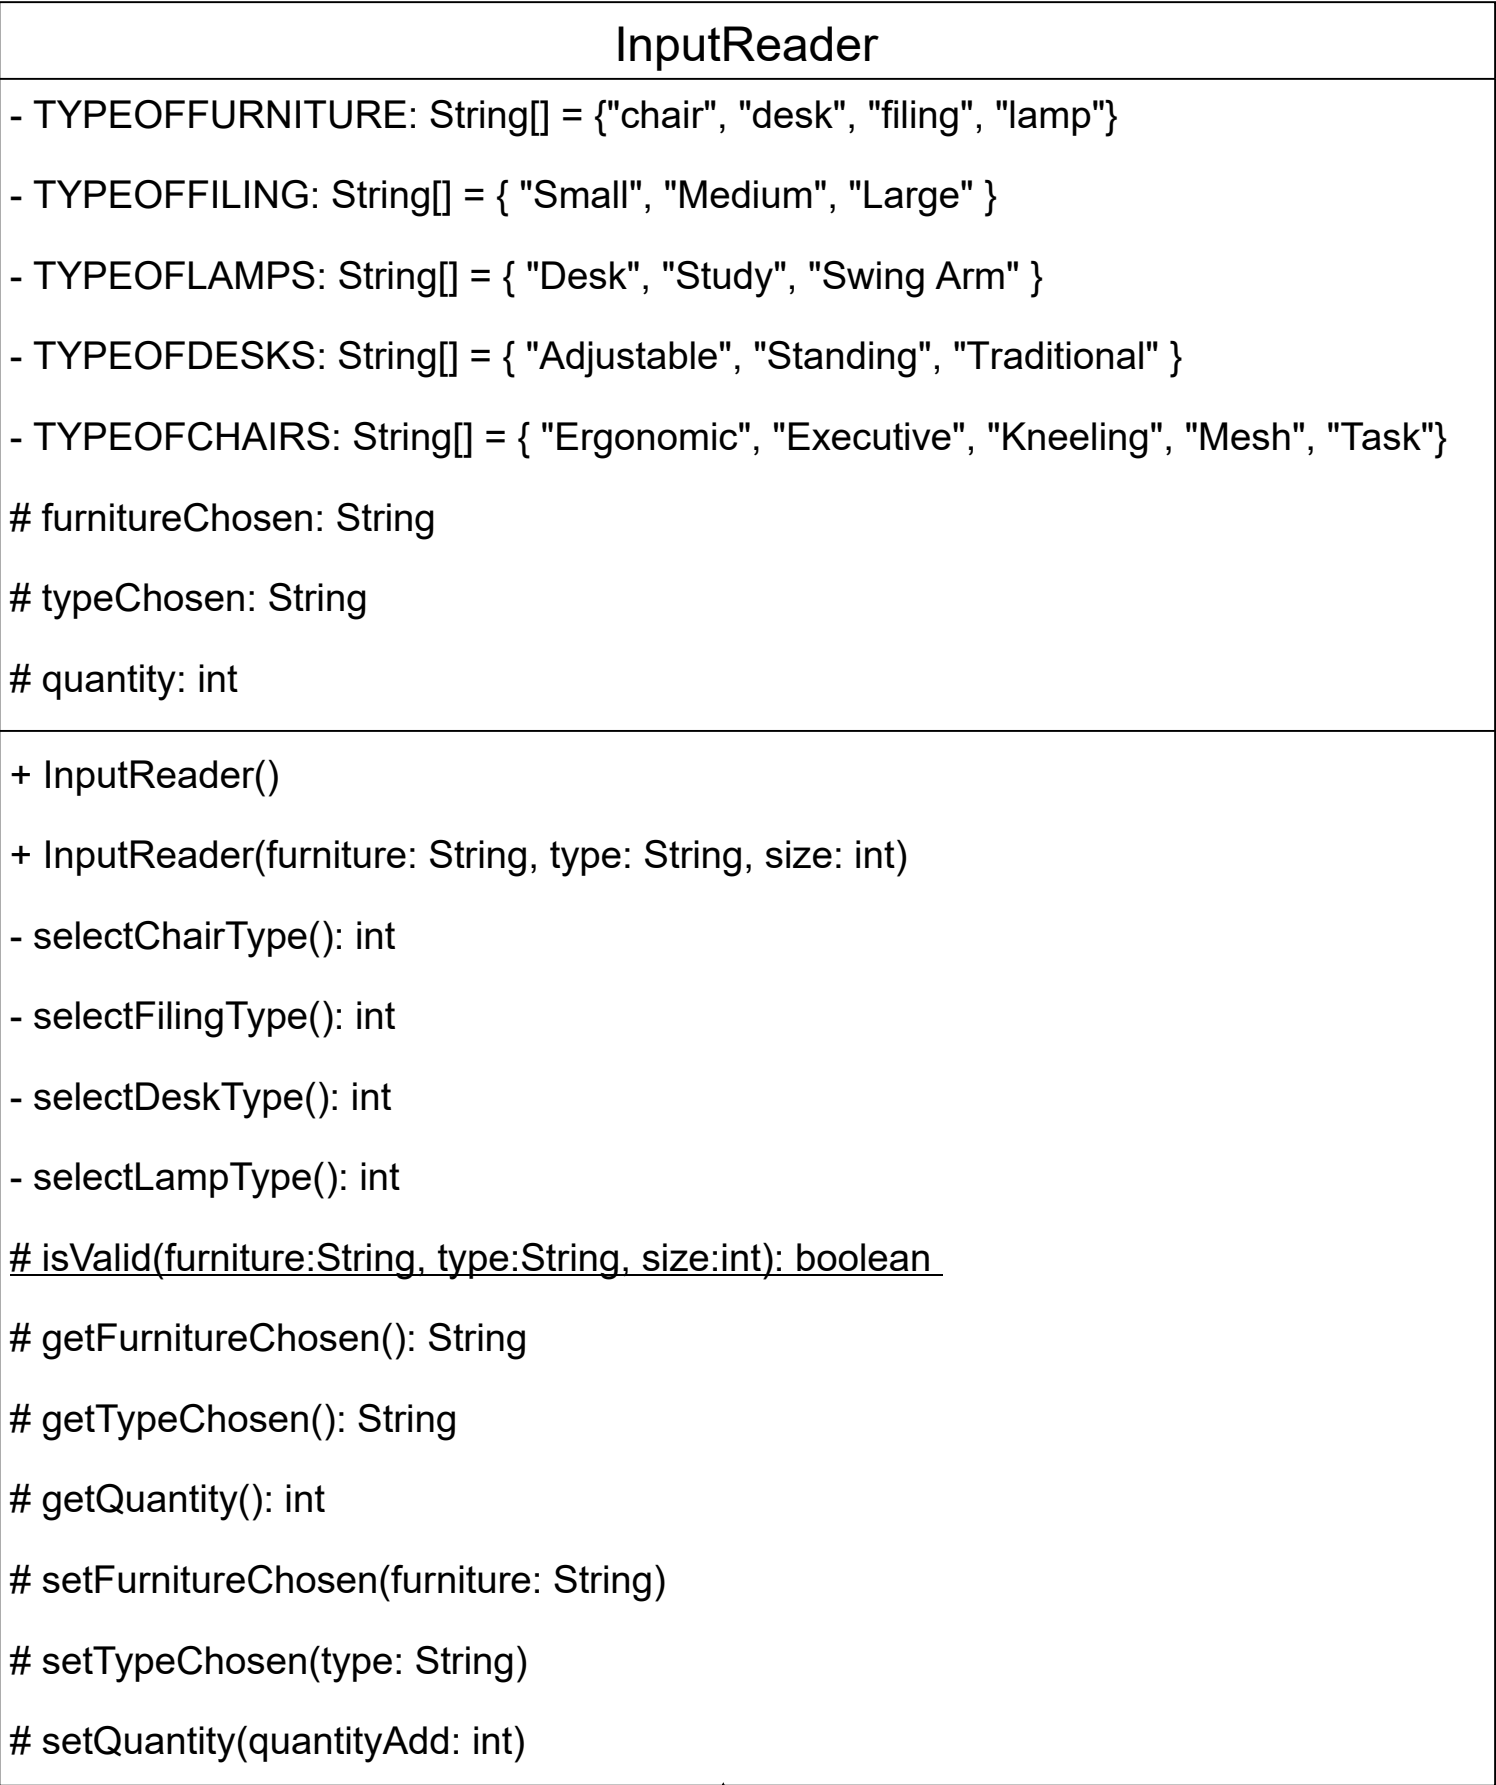 InputReader
- TYPEOFFURNITURE: String[] = {"chair", "desk", "filing", "lamp"}
- TYPEOFFILING: String[] = { "Small", "Medium", "Large" }
- TYPEOFLAMPS: String[] = { "Desk", "Study", "Swing Arm" }
- TYPEOFDESKS: String[] = { "Adjustable", "Standing", "Traditional" }
- TYPEOFCHAIRS: String[] = { "Ergonomic", "Executive", "Kneeling", "Mesh", "Task"}
# furnitureChosen: String
# typeChosen: String
# quantity: int
+ InputReader()
+ InputReader(furniture: String, type: String, size: int)
- selectChairType(): int
- selectFilingType(): int
- selectDeskType(): int
- selectLampType(): int
# isValid(furniture:String, type:String, size:int): boolean
# getFurnitureChosen(): String
# getTypeChosen(): String
# getQuantity(): int
# setFurnitureChosen(furniture: String)
# setTypeChosen(type: String)
# setQuantity(quantityAdd: int)